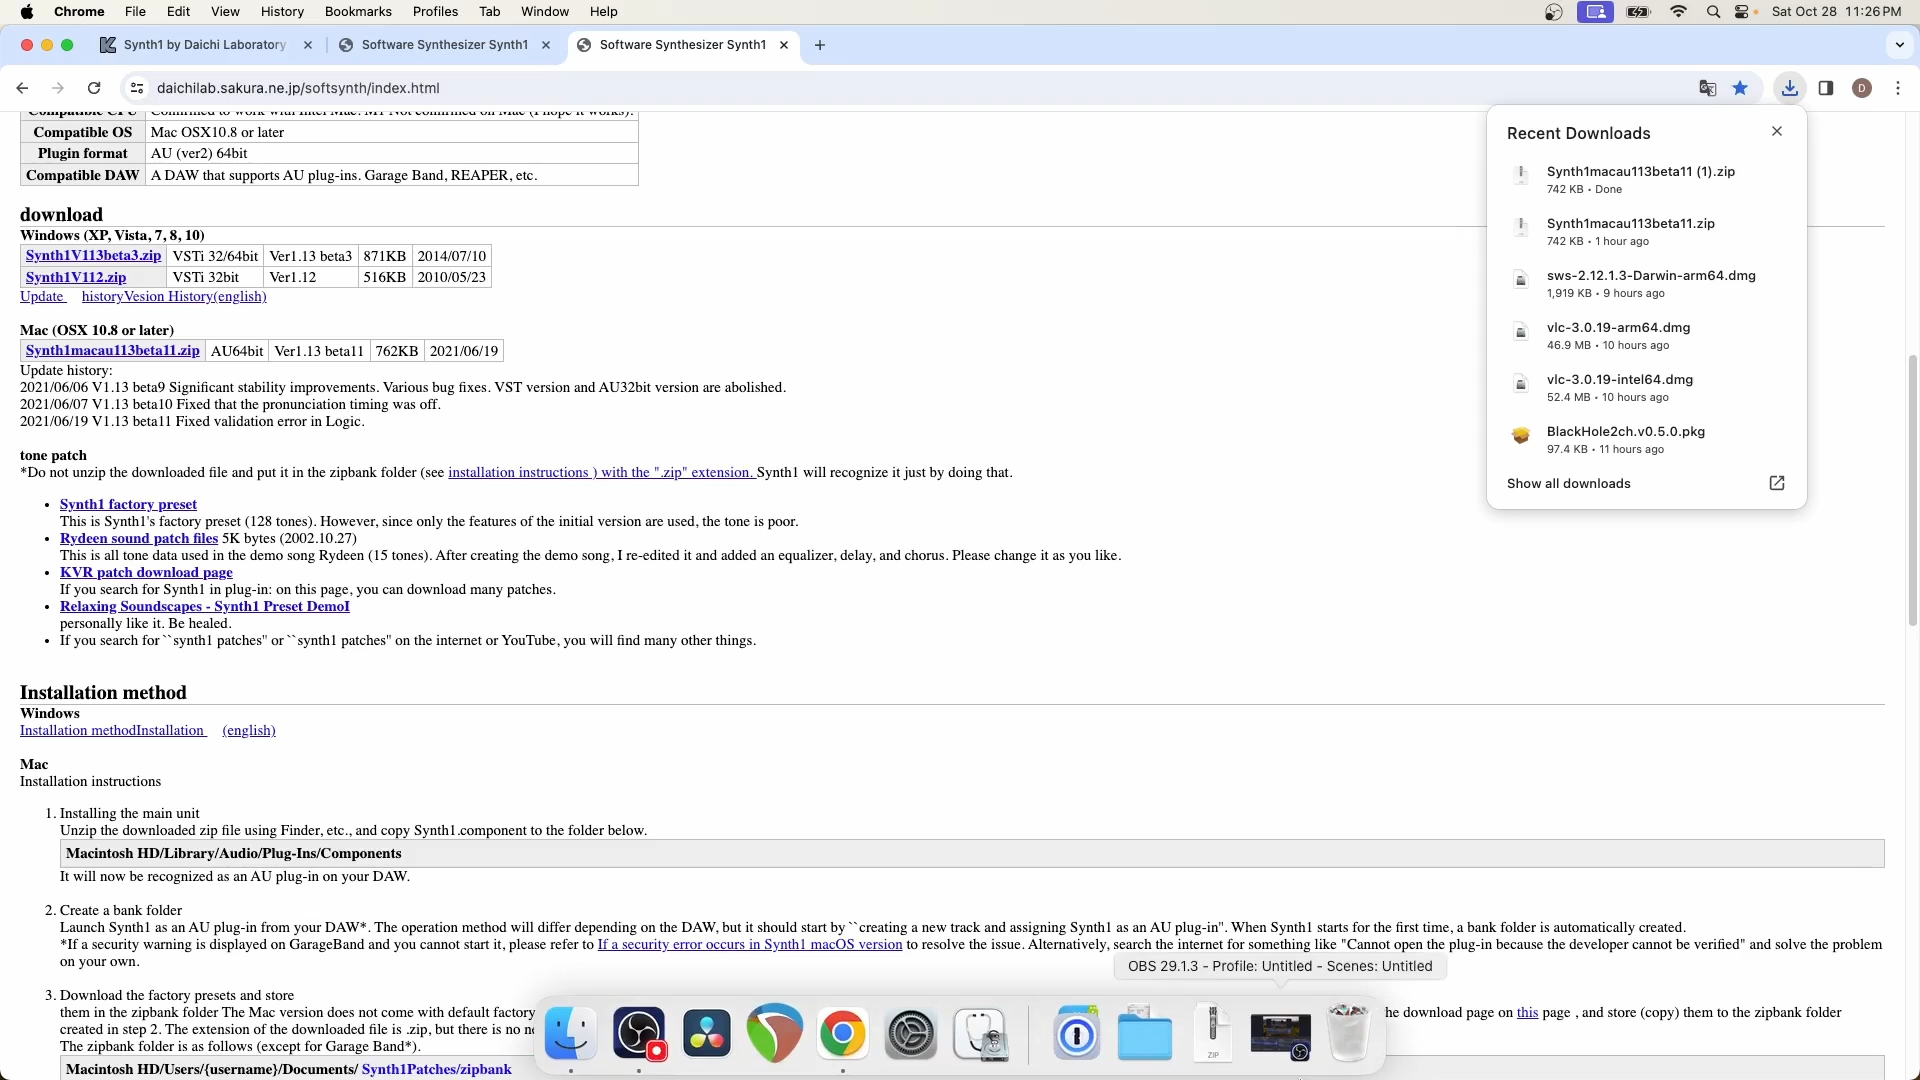 Chrome File Edit View History Bookmarks Profiles Tab Window Help Sat Oct 28 11:26 PM
Synth1 by Daichi Laboratory Software Synthesizer Synth1 Software Synthesizer Synth1
daichilab.sakura.ne.jp/softsynth/index.html D
Compatible CPU Confirmed to work with Intel Mac. M1 Not confirmed on Mac (I hope it works).
Compatible OS Mac OSX10.8 or later
Plugin format AU (ver2) 64bit
Compatible DAW A DAW that supports AU plug-ins. Garage Band, REAPER, etc.
download
Windows (XP, Vista, 7, 8, 10)
Synth1V113beta3.zip VSTi 32/64bit Ver1.13 beta3 871KB 2014/07/10
Synth1V112.zip VSTi 32bit Ver1.12 516KB 2010/05/23
Update historyVesion History(english)
Mac (OSX 10.8 or later)
Synth1macau113beta11.zip AU64bit Ver1.13 beta11 762KB 2021/06/19
Update history:
2021/06/06 V1.13 beta9 Significant stability improvements. Various bug fixes. VST version and AU32bit version are abolished.
2021/06/07 V1.13 beta10 Fixed that the pronunciation timing was off.
2021/06/19 V1.13 beta11 Fixed validation error in Logic.
tone patch
*Do not unzip the downloaded file and put it in the zipbank folder (see installation instructions ) with the ".zip" extension. Synth1 will recognize it just by doing that.
• Synth1 factory preset
This is Synth1's factory preset (128 tones). However, since only the features of the initial version are used, the tone is poor.
• Rydeen sound patch files 5K bytes (2002.10.27)
This is all tone data used in the demo song Rydeen (15 tones). After creating the demo song, I re-edited it and added an equalizer, delay, and chorus. Please change it as you like.
• KVR patch download page
If you search for Synth1 in plug-in: on this page, you can download many patches.
• Relaxing Soundscapes - Synth1 Preset DemoI
personally like it. Be healed.
• If you search for ``synth1 patches'' or ``synth1 patches'' on the internet or YouTube, you will find many other things.
Installation method
Windows
Installation methodInstallation (english)
Mac
Installation instructions
1. Installing the main unit
Unzip the downloaded zip file using Finder, etc., and copy Synth1.component to the folder below.
Macintosh HD/Library/Audio/Plug-Ins/Components
It will now be recognized as an AU plug-in on your DAW.
2. Create a bank folder
Launch Synth1 as an AU plug-in from your DAW*. The operation method will differ depending on the DAW, but it should start by ``creating a new track and assigning Synth1 as an AU plug-in''. When Synth1 starts for the first time, a bank folder is automatically created.
*If a security warning is displayed on GarageBand and you cannot start it, please refer to If a security error occurs in Synth1 macOS version to resolve the issue. Alternatively, search the internet for something like "Cannot open the plug-in because the developer cannot be verified" and solve the problem
on your own.
3. Download the factory presets and store
them in the zipbank folder The Mac version does not come with default factory he download page on this page , and store (copy) them to the zipbank folder
created in step 2. The extension of the downloaded file is .zip, but there is no ne
The zipbank folder is as follows (except for Garage Band*).
Macintosh HD/Users/{username}/Documents/ Synth1Patches/zipbank
Recent Downloads
Synth1macau113beta11 (1).zip
742 KB • Done
Synth1macau113beta11.zip
742 KB • 1 hour ago
sws-2.12.1.3-Darwin-arm64.dmg
1,919 KB • 9 hours ago
vlc-3.0.19-arm64.dmg
46.9 MB • 10 hours ago
vlc-3.0.19-intel64.dmg
52.4 MB • 10 hours ago
BlackHole2ch.v0.5.0.pkg
97.4 KB • 11 hours ago
Show all downloads
OBS 29.1.3 - Profile: Untitled - Scenes: Untitled
ZIP